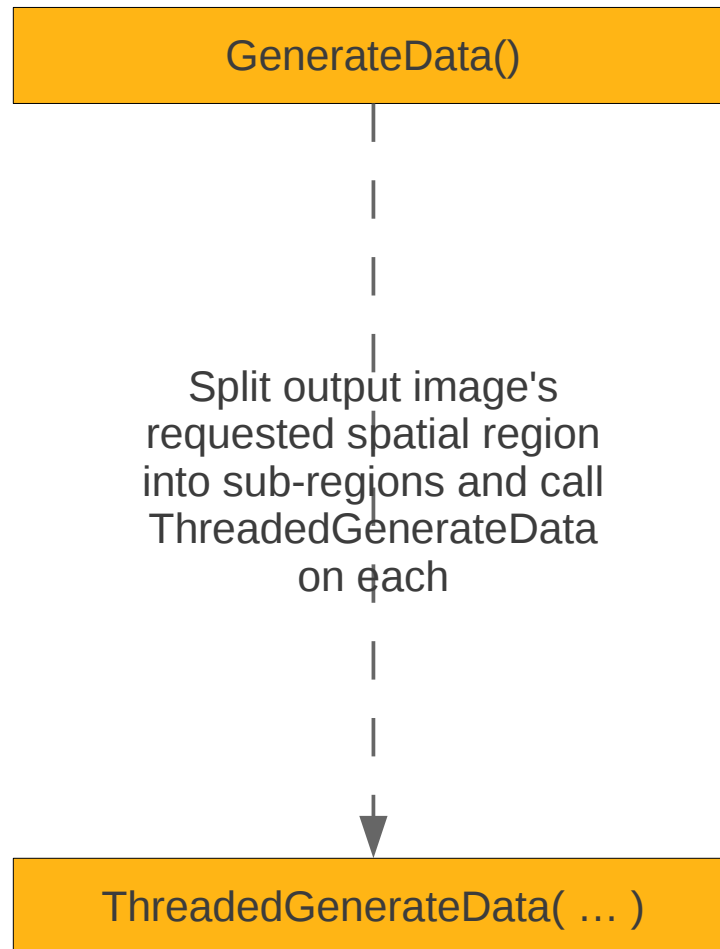 GenerateData()
Split output image's
requested spatial region
into sub-regions and call
ThreadedGenerateData
on each
ThreadedGenerateData( … )